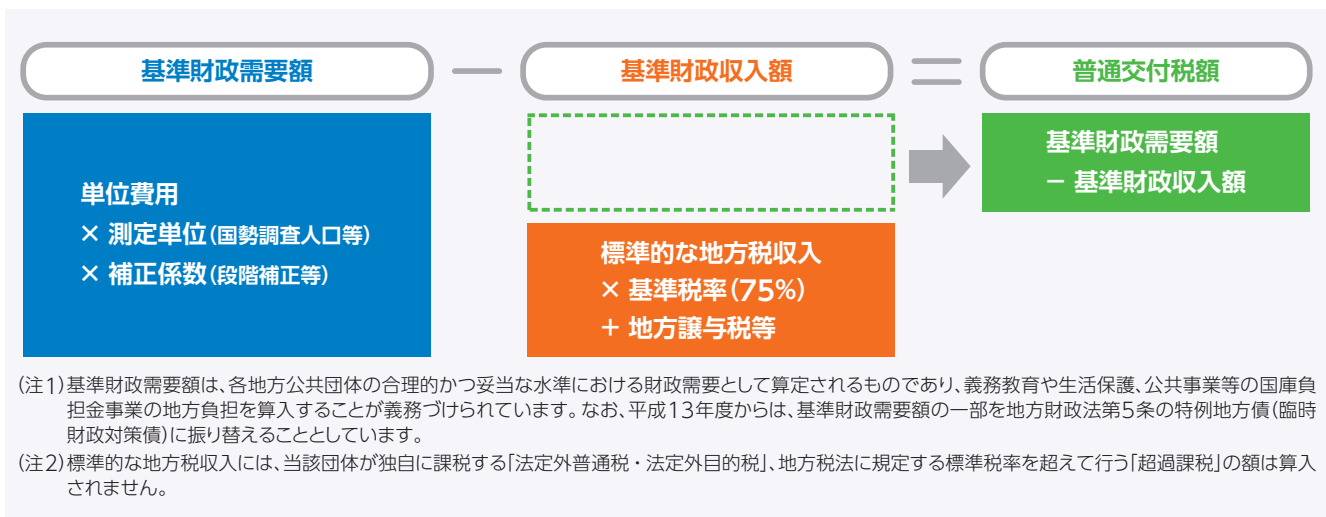 基準財政需要額
－
基準財政収入額
＝
普通交付税額
単位費用
× 測定単位(国勢調査人口等)
× 補正係数(段階補正等)
標準的な地方税収入
× 基準税率(75%)
＋ 地方譲与税等
基準財政需要額
－ 基準財政収入額
(注1)基準財政需要額は、各地方公共団体の合理的かつ妥当な水準における財政需要として算定されるものであり、義務教育や生活保護、公共事業等の国庫負
担金事業の地方負担を算入することが義務づけられています。なお、平成13年度からは、基準財政需要額の一部を地方財政法第5条の特例地方債(臨時
財政対策債)に振り替えることとしています。
(注2)標準的な地方税収入には、当該団体が独自に課税する「法定外普通税・法定外目的税」、地方税法に規定する標準税率を超えて行う「超過課税」の額は算入
されません。